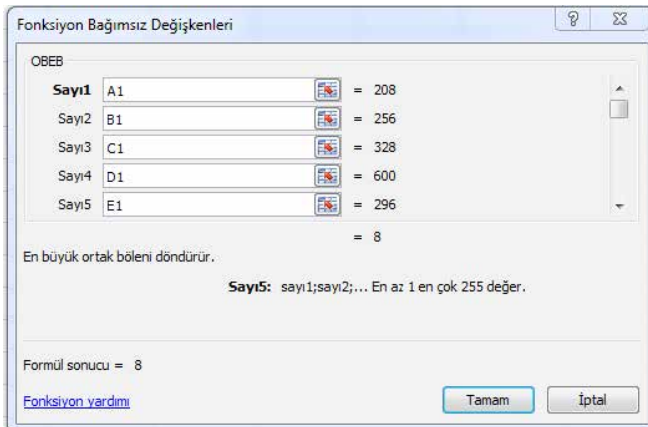 Fonksiyon Bağımsız Değişkenleri
OBEB
Sayı1 A1 = 208
Sayı2 B1 = 256
Sayı3 C1 = 328
Sayı4 D1 = 600
Sayı5 E1 = 296
= 8
En büyük ortak böleni döndürür.
Sayı5: sayı1;sayı2;... En az 1 en çok 255 değer.
Formül sonucu = 8
Fonksiyon yardımı
Tamam
İptal